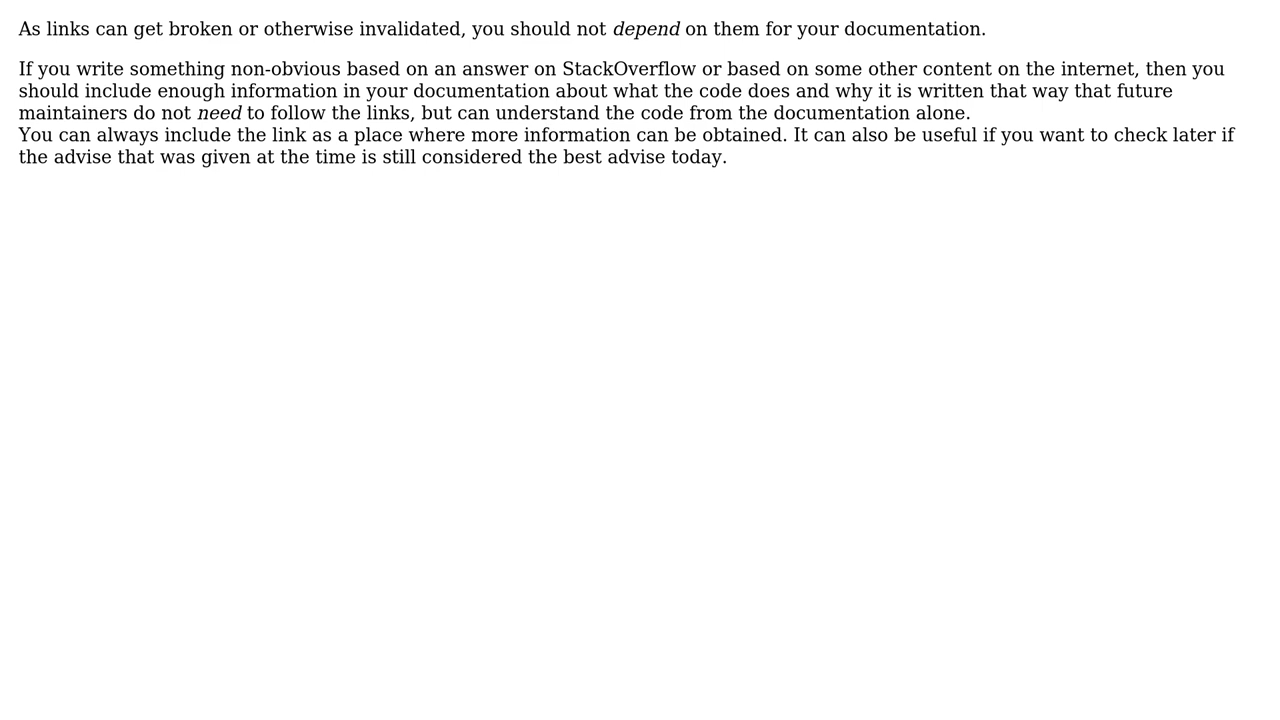 As links can get broken or otherwise invalidated, you should not depend on them for your documentation.
If you write something non-obvious based on an answer on StackOverflow or based on some other content on the internet, then you
should include enough information in your documentation about what the code does and why it is written that way that future
maintainers do not need to follow the links, but can understand the code from the documentation alone.
You can always include the link as a place where more information can be obtained. It can also be useful if you want to check later if
the advise that was given at the time is still considered the best advise today.